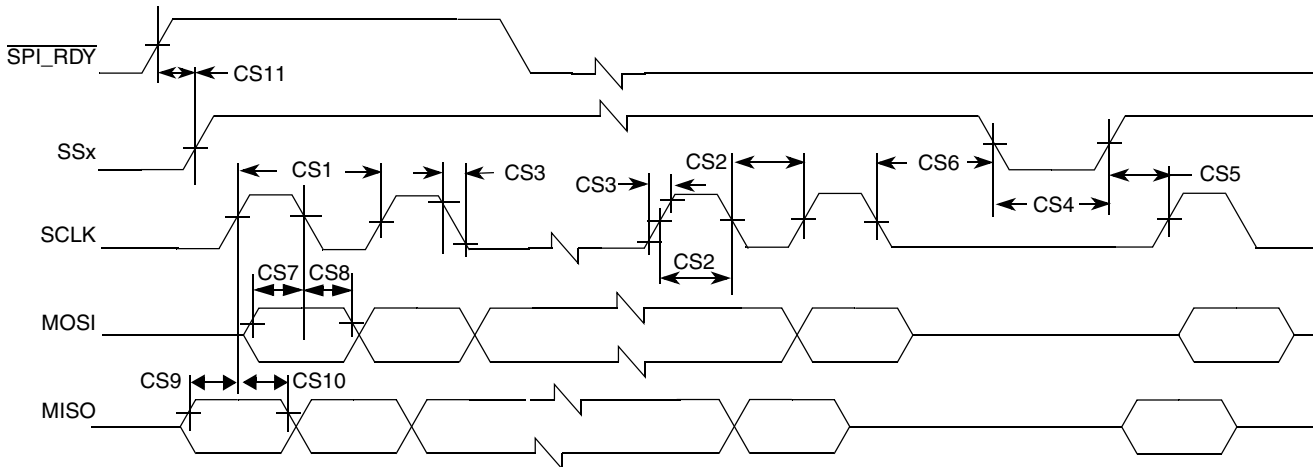 SPI_RDY
CS11
SSx
CS1
CS3
CS3
CS2
CS6
CS5
CS4
SCLK
CS2
CS7
CS8
MOSI
CS9
CS10
MISO